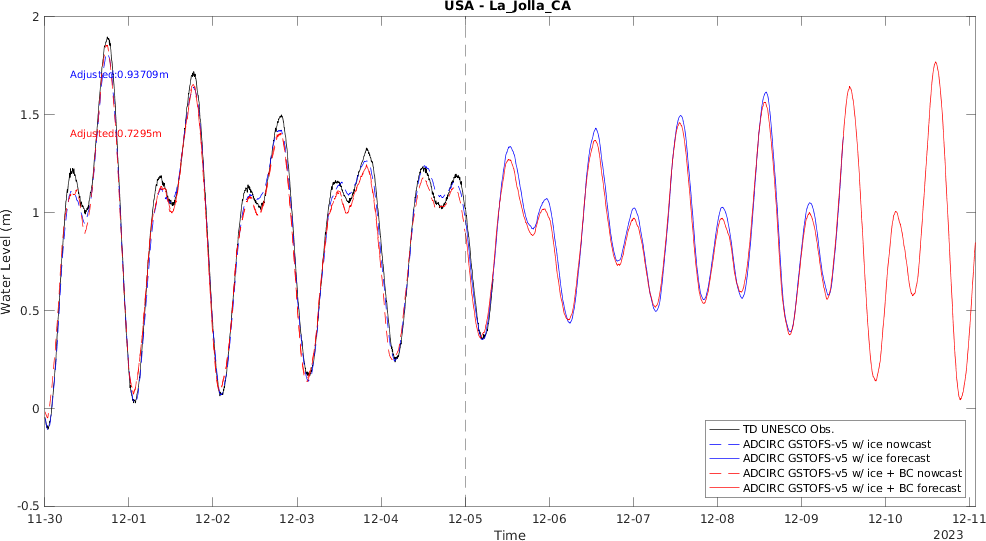 USA - La_Jolla_CA
2
1.5
1
0.5
0
-0.5
Water Level (m)
Adjusted:0.93709m
Adjusted:0.7295m
TD UNESCO Obs.
ADCIRC GSTOFS-v5 w/ ice nowcast
ADCIRC GSTOFS-v5 w/ ice forecast
ADCIRC GSTOFS-v5 w/ ice + BC nowcast
ADCIRC GSTOFS-v5 w/ ice + BC forecast
11-30 12-01 12-02 12-03 12-04 12-05 12-06 12-07 12-08 12-09 12-10 12-11
Time
2023